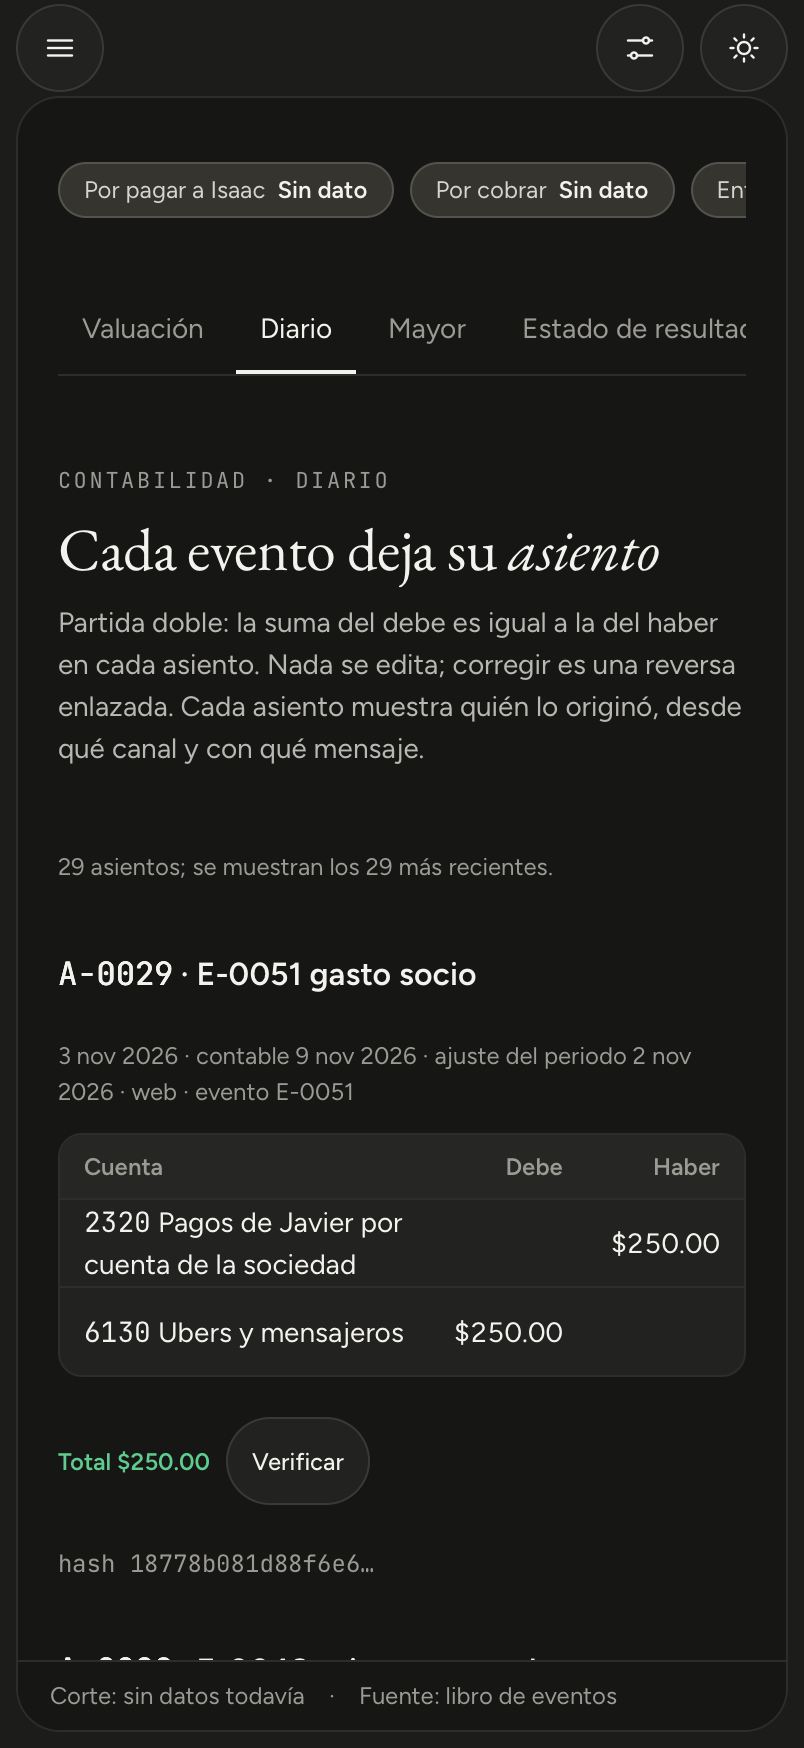 Por pagar a Isaac Sin dato Por cobrar Sin dato
Valuación Diario Mayor Estado de
CONTABILIDAD · DIARIO
Cada evento deja su asiento
Partida doble: la suma del debe es igual a la del haber
en cada asiento. Nada se edita; corregir es una reversa
enlazada. Cada asiento muestra quién lo originó, desde
qué canal y con qué mensaje.
29 asientos; se muestran los 29 más recientes.
A-0029 · E-0051 gasto socio
3 nov 2026 · contable 9 nov 2026 · ajuste del periodo 2 nov
2026 · web · evento E-0051
Cuenta Debe Haber
2320 Pagos de Javier por
cuenta de la sociedad $250.00
6130 Ubers y mensajeros $250.00
Total $250.00 Verificar
hash 18778b081d88f6e6…
Corte: sin datos todavía · Fuente: libro de eventos